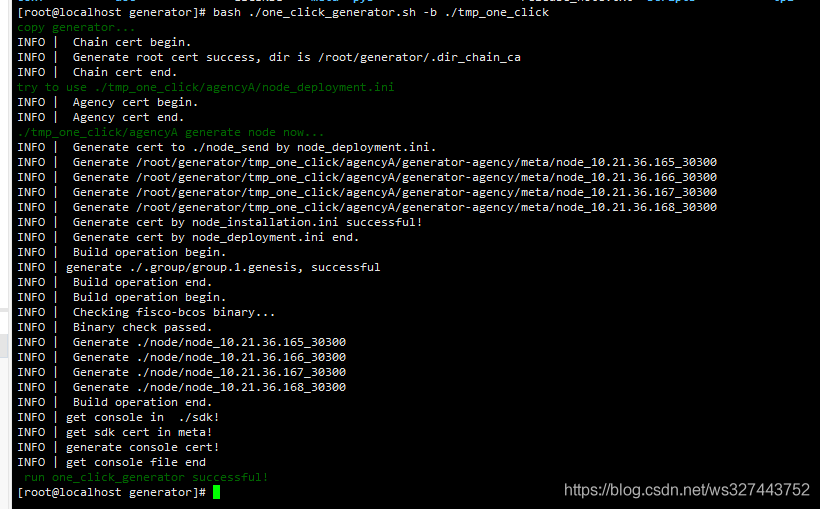 [root@localhost generator]# bash ./one_click_generator.sh -b ./tmp_one_click
copy generator...
INFO |  Chain cert begin.
INFO |  Generate root cert success, dir is /root/generator/.dir_chain_ca
INFO |  Chain cert end.
try to use ./tmp_one_click/agencyA/node_deployment.ini
INFO |  Agency cert begin.
INFO |  Agency cert end.
./tmp_one_click/agencyA generate node now...
INFO |  Generate cert to ./node_send by node_deployment.ini.
INFO |  Generate /root/generator/tmp_one_click/agencyA/generator-agency/meta/node_10.21.36.165_30300
INFO |  Generate /root/generator/tmp_one_click/agencyA/generator-agency/meta/node_10.21.36.166_30300
INFO |  Generate /root/generator/tmp_one_click/agencyA/generator-agency/meta/node_10.21.36.167_30300
INFO |  Generate /root/generator/tmp_one_click/agencyA/generator-agency/meta/node_10.21.36.168_30300
INFO |  Generate cert by node_installation.ini successful!
INFO |  Generate cert by node_deployment.ini end.
INFO |  Build operation begin.
INFO | generate ./.group/group.1.genesis, successful
INFO |  Build operation end.
INFO |  Build operation begin.
INFO |  Checking fisco-bcos binary...
INFO |  Binary check passed.
INFO |  Generate ./node/node_10.21.36.165_30300
INFO |  Generate ./node/node_10.21.36.166_30300
INFO |  Generate ./node/node_10.21.36.167_30300
INFO |  Generate ./node/node_10.21.36.168_30300
INFO |  Build operation end.
INFO | get console in  ./sdk!
INFO | get sdk cert in meta!
INFO | generate console cert!
INFO | get console file end
run one_click_generator successful!
[root@localhost generator]#
https://blog.csdn.net/ws327443752